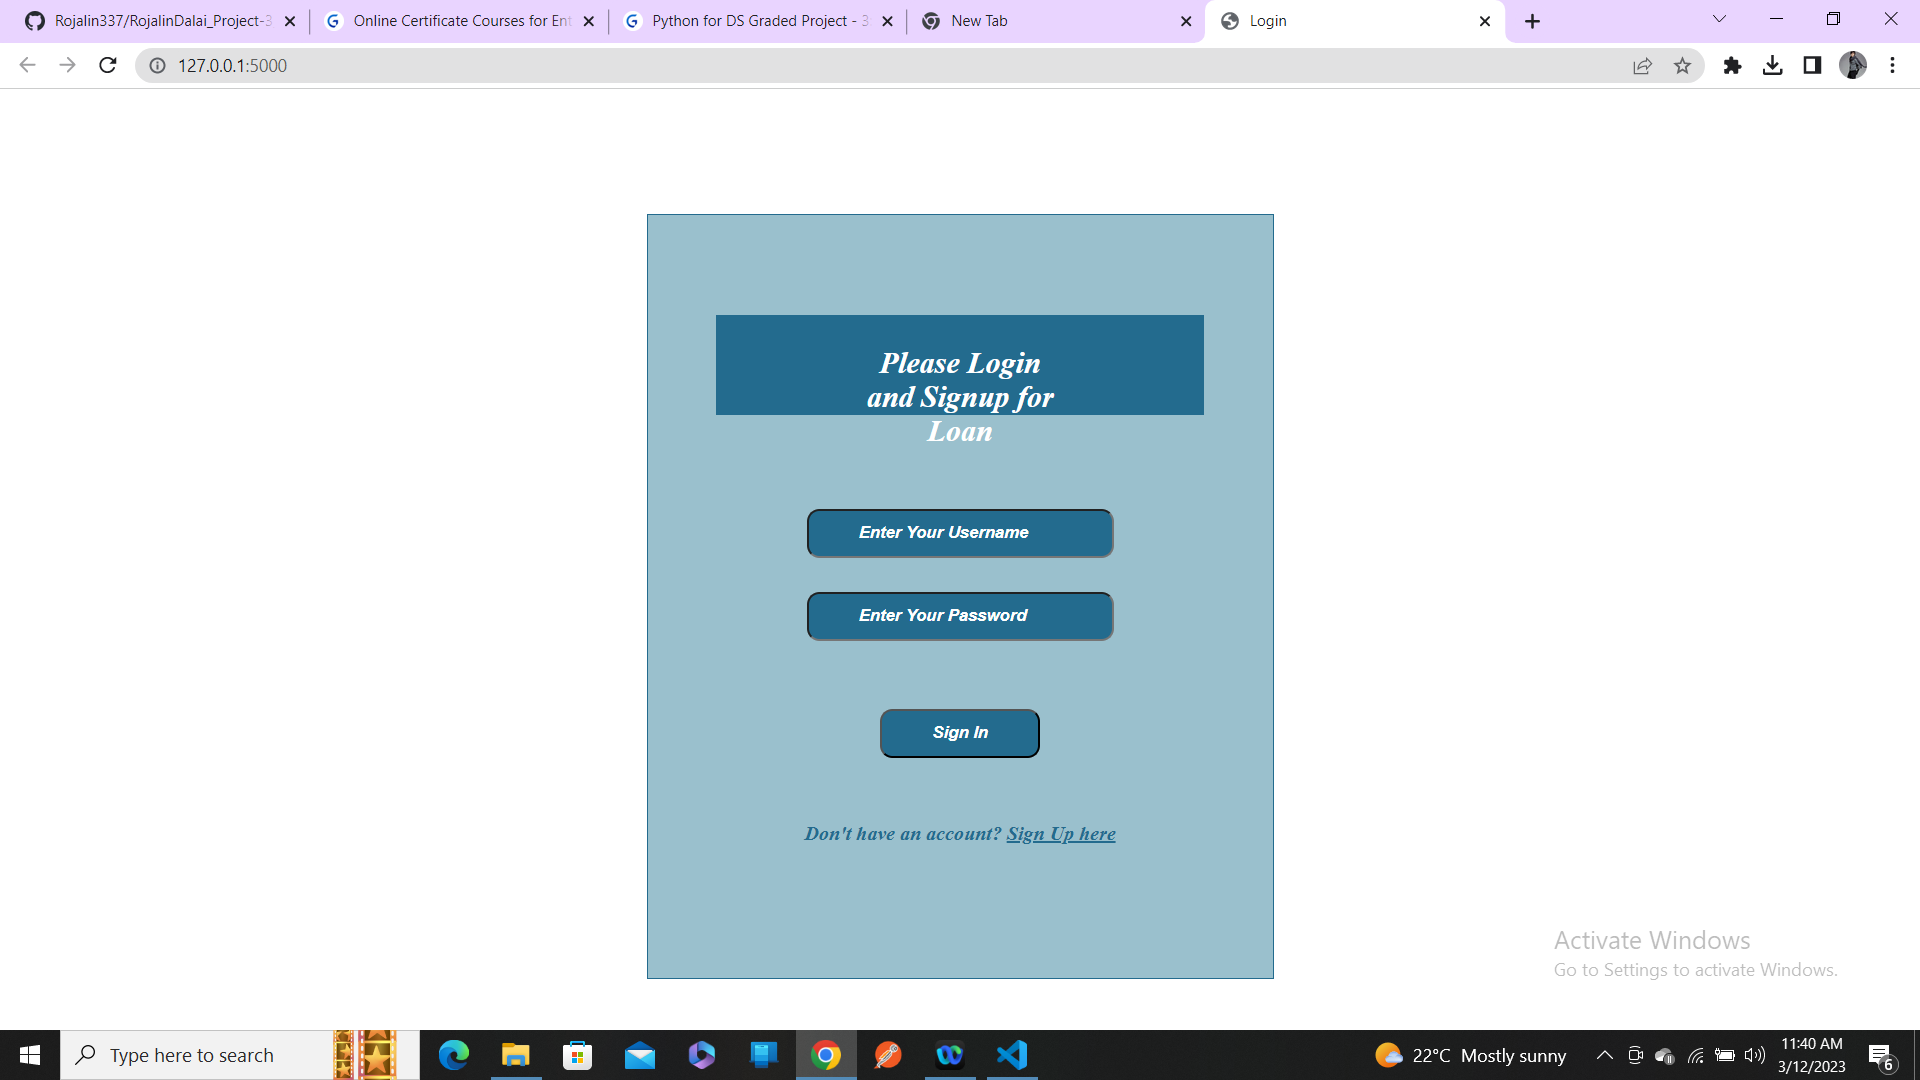 Rojalin337/RojalinDalai_Project-3
Online Certificate Courses for Ent
Python for DS Graded Project - 3
New Tab
Login
127.0.0.1:5000
Please Login
and Signup for
Loan
Enter Your Username
Enter Your Password
Sign In
Don't have an account? Sign Up here
Activate Windows
Go to Settings to activate Windows.
Type here to search
22°C Mostly sunny
11:40 AM
3/12/2023
6